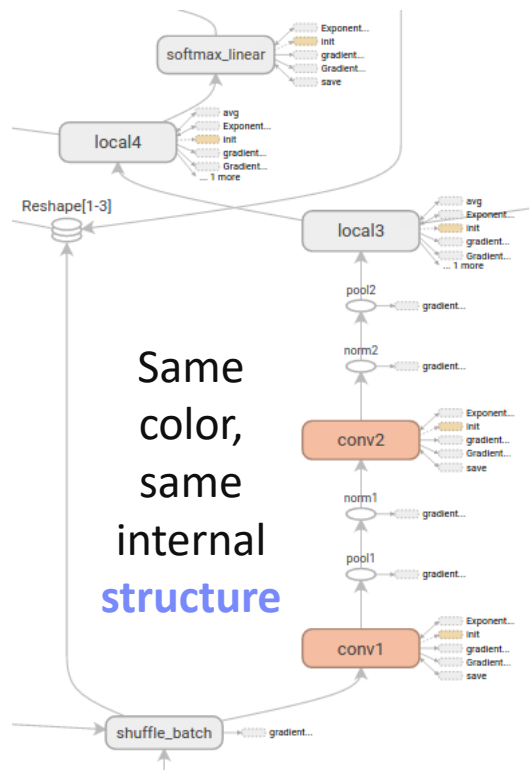 Exponent...
init
gradient...
Gradient...
save
softmax_linear
avg
Exponent...
init
gradient...
Gradient...
... 1 more
local4
Reshape[1-3]
avg
Exponent...
init
gradient...
Gradient...
... 1 more
local3
pool2
gradient...
norm2
gradient...
Same
color,
same
internal
structure
Exponent...
init
gradient...
Gradient...
save
conv2
norm1
gradient...
pool1
gradient...
Exponent...
init
gradient...
Gradient...
save
conv1
shuffle_batch
gradient...